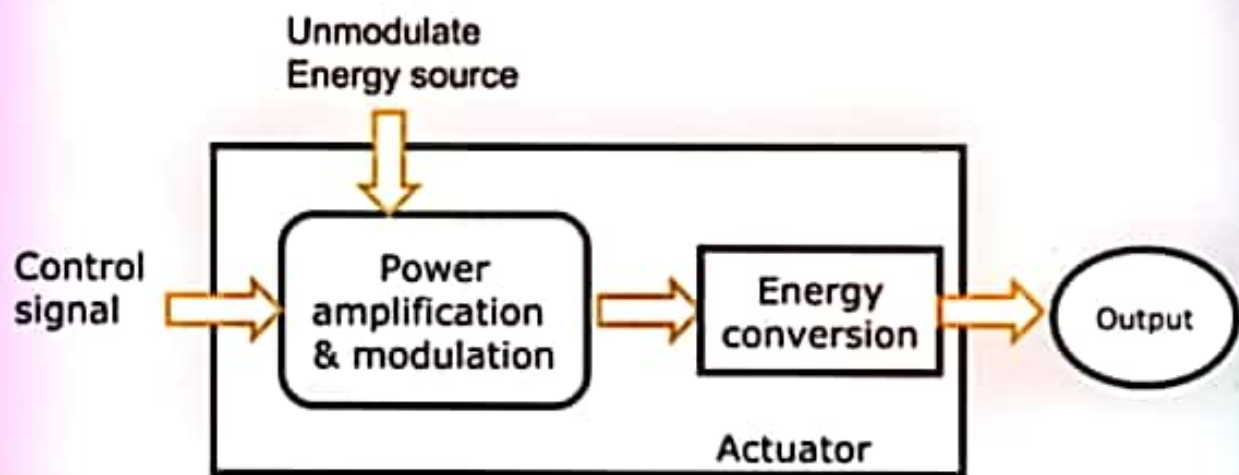 Unmodulate
Energy source
Control
signal
Power
amplification
& modulation
Energy
conversion
Output
Actuator